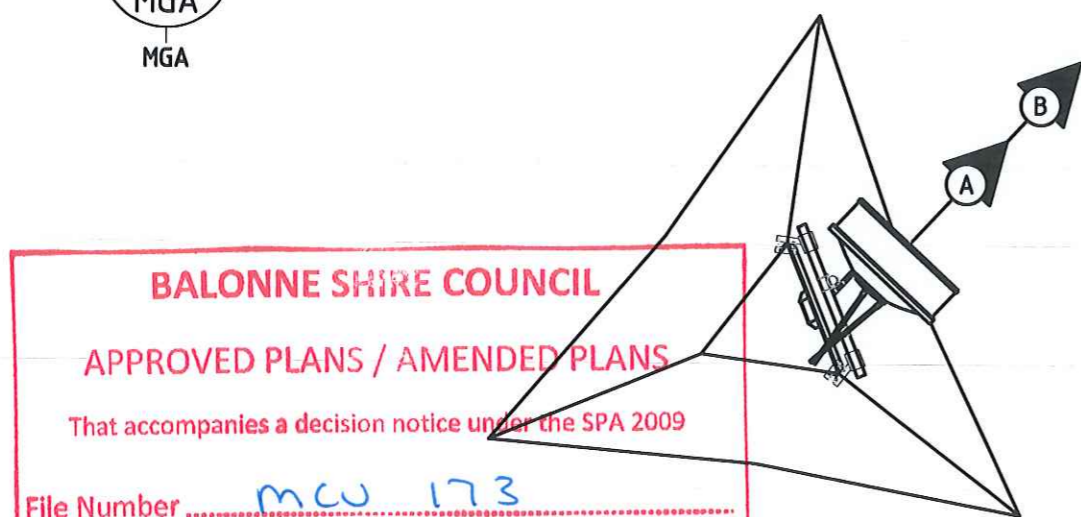 MGA
MGA
B
A
BALONNE SHIRE COUNCIL
APPROVED PLANS / AMENDED PLANS
That accompanies a decision notice under the SPA 2009
File Number mcu 173